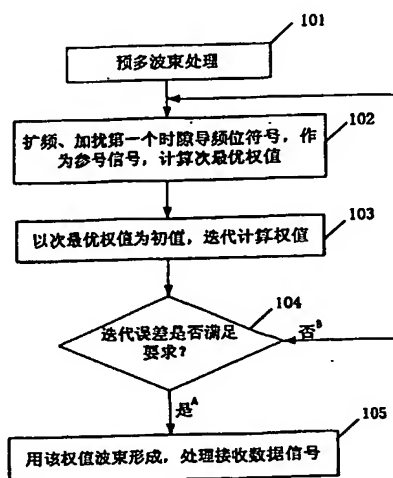 101
预多波束处理
扩频、加扰第一个时隙导频位符号，作
为参号信号，计算次最优权值
102
以次最优权值为初值，迭代计算权值
103
104
迭代误差是否满足
要求？
否B
是A
105
用该权值波束形成，处理接收数据信号